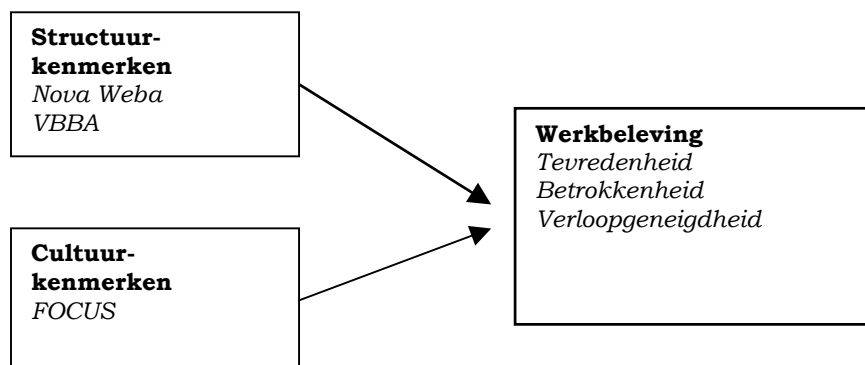 Structuur-
kenmerken
Nova Weba
VBBA
Werkbeleving
Tevredenheid
Betrokkenheid
Verloopgeneigdheid
Cultuur-
kenmerken
FOCUS